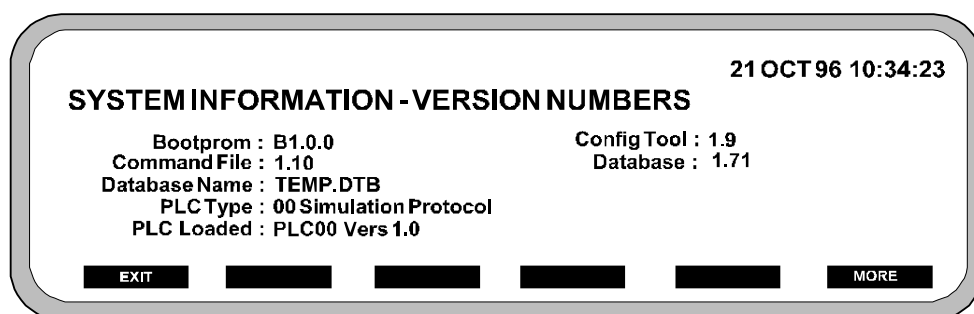 21 OCT 96 10:34:23
SYSTEM INFORMATION - VERSION NUMBERS
Bootprom : B1.0.0 Config Tool : 1.9
Command File : 1.10 Database : 1.71
Database Name : TEMP.DTB
PLC Type : 00 Simulation Protocol
PLC Loaded : PLC00 Vers 1.0
EXIT MORE